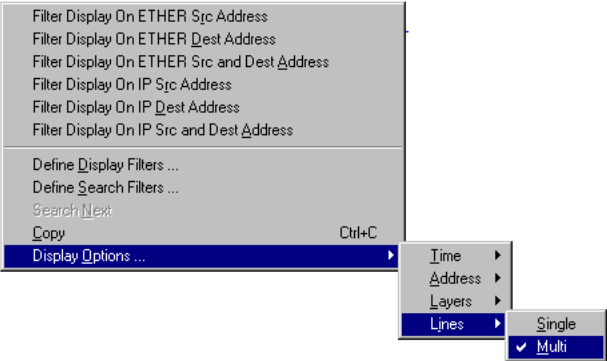 Filter Display On ETHER Src Address
Filter Display On ETHER Dest Address
Filter Display On ETHER Src and Dest Address
Filter Display On IP Src Address
Filter Display On IP Dest Address
Filter Display On IP Src and Dest Address
Define Display Filters ...
Define Search Filters ...
Search Next
Copy Ctrl+C
Display Options ...
Time
Address
Layers
Lines
Single
Multi